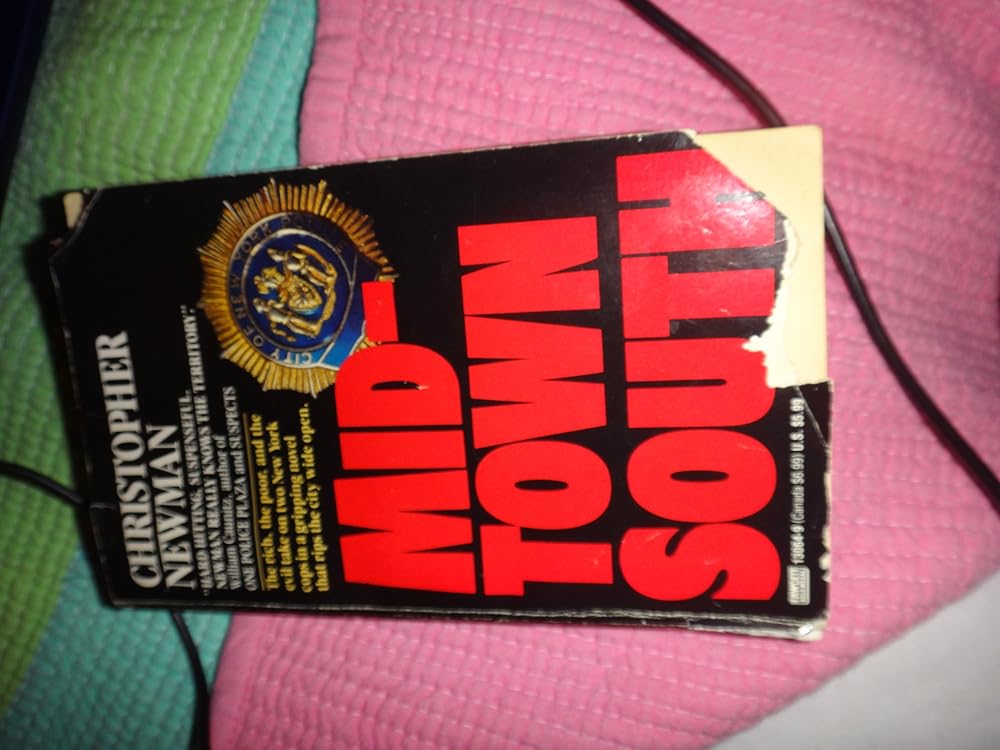 CHRISTOPHER
NEWMAN
"HARD HITTING, SUSPENSEFUL.
NEWMAN REALLY KNOWS THE TERRITORY."
William Caunitz, author of
ONE POLICE PLAZA and SUSPECTS
The rich, the poor, and the
evil take on two New York
cops in a gripping novel
that rips the city wide open.
CITY OF NEW YORK POLICE
MID-
TOWN
SOUTH
13064-9 (Canada $6.99) U.S. $5.99